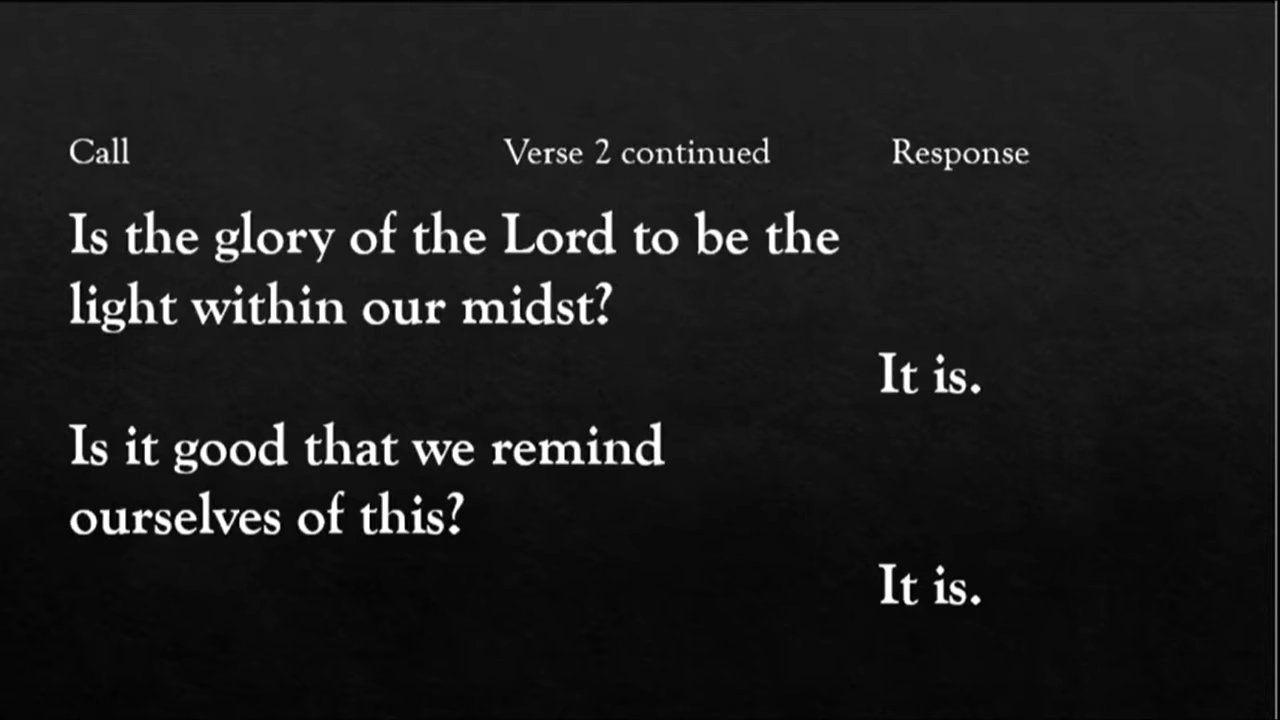 Call Verse 2 continued Response
Is the glory of the Lord to be the
light within our midst?
It is.
Is it good that we remind
ourselves of this?
It is.